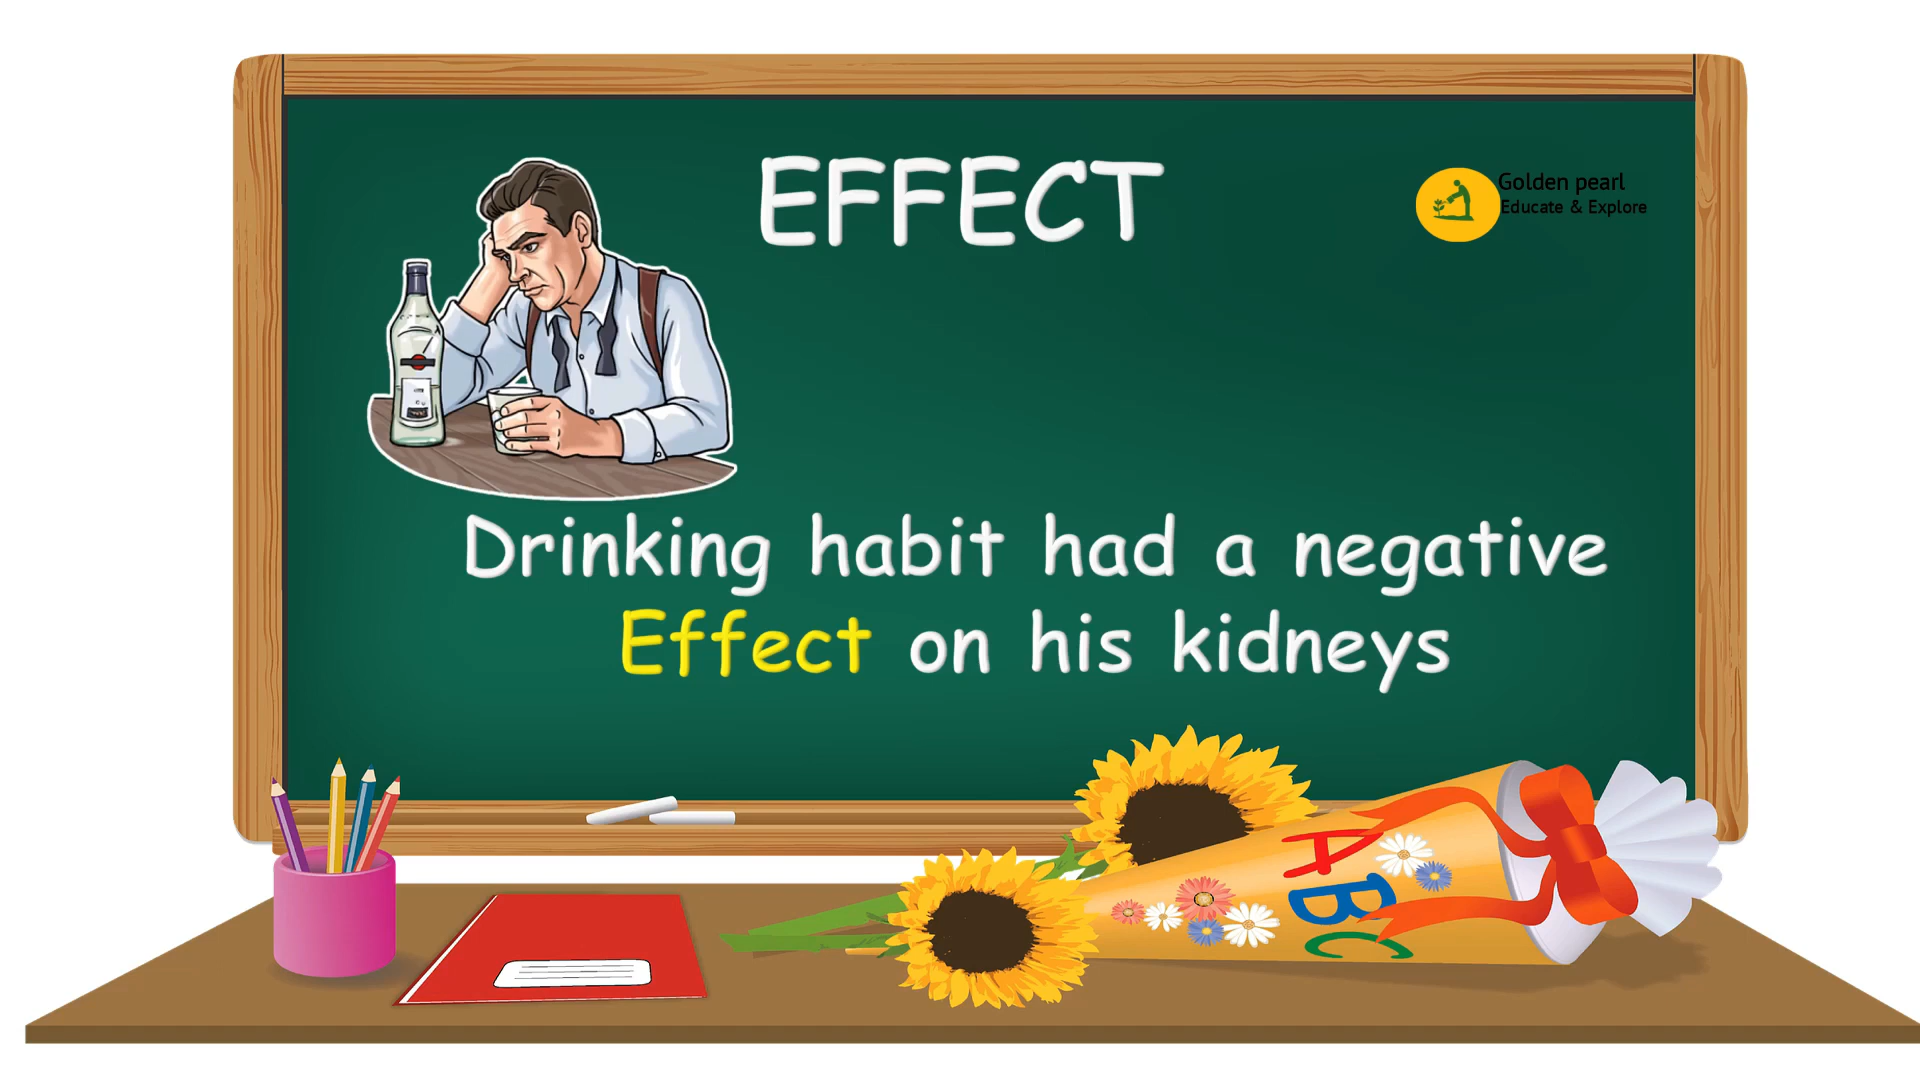 EFFECT
Golden pearl
Educate & Explore
Drinking habit had a negative
Effect on his kidneys
ABC